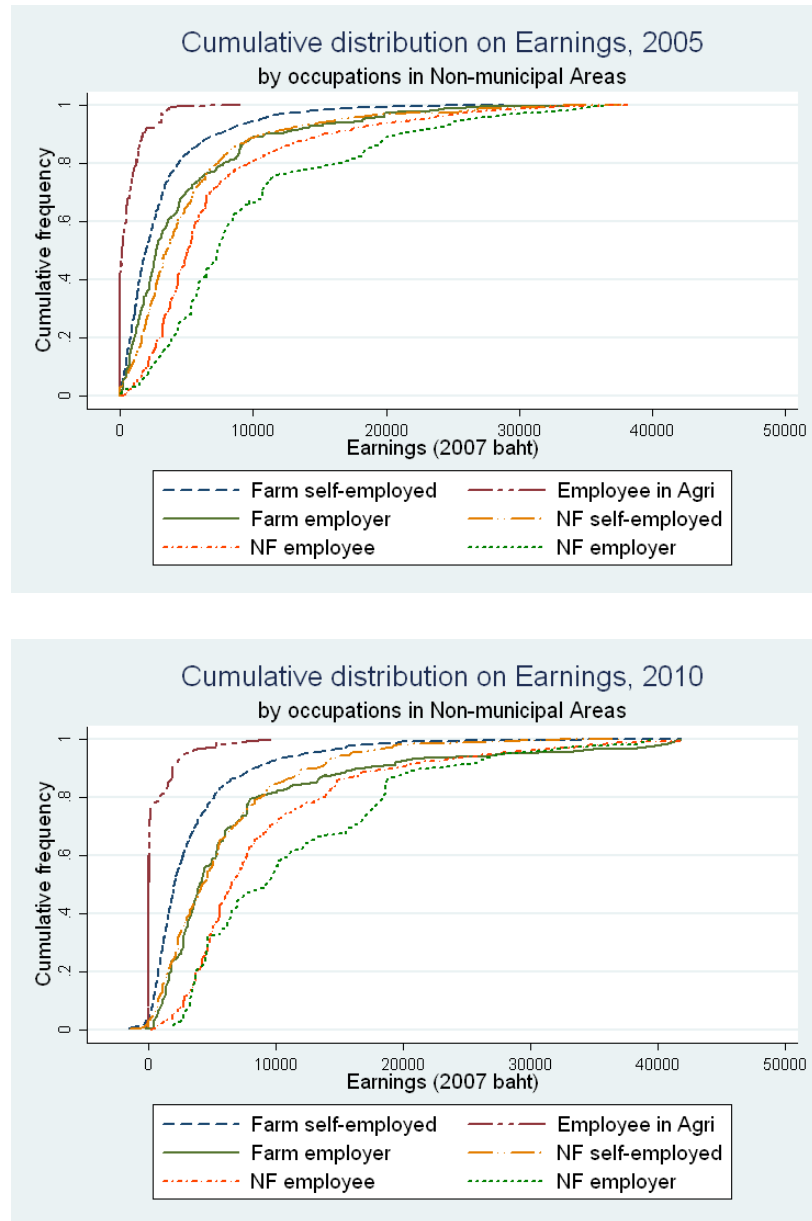 Cumulative distribution on Earnings, 2005
by occupations in Non-municipal Areas
Cumulative frequency
1
.8
.6
.4
.2
0
0 10000 20000 30000 40000 50000
Earnings (2007 baht)
Farm self-employed Employee in Agri
Farm employer NF self-employed
NF employee NF employer
Cumulative distribution on Earnings, 2010
by occupations in Non-municipal Areas
Cumulative frequency
1
.8
.6
.4
.2
0
0 10000 20000 30000 40000 50000
Earnings (2007 baht)
Farm self-employed Employee in Agri
Farm employer NF self-employed
NF employee NF employer